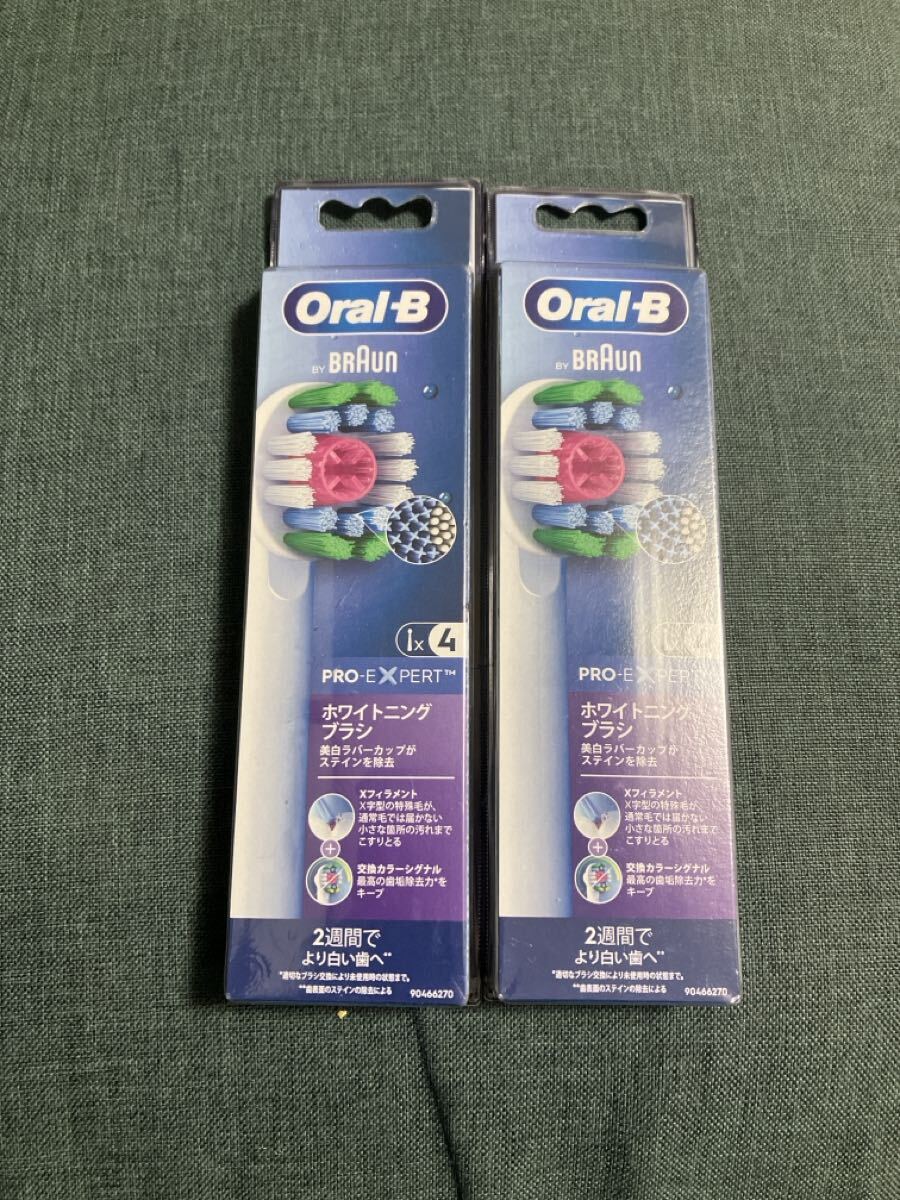 Oral-B
BY BRAUN
1x 4
PRO-EXPERT™
ホワイトニング
ブラシ
美白ラバーカップが
ステインを除去
Xフィラメント
X字型の特殊毛が、
通常毛では届かない
小さな箇所の汚れまで
こすりとる
+
交換カラーシグナル
最高の歯垢除去力*を
キープ
2週間で
より白い歯へ**
*適切なブラシ交換により未使用時の状態まで。
**歯表面のステインの除去による
90466270
Oral-B
BY BRAUN
PRO-EXPER
ホワイトニング
ブラシ
美白ラバーカップが
ステインを除去
Xフィラメント
X字型の特殊毛が、
通常毛では届かない
小さな箇所の汚れまで
こすりとる
+
交換カラーシグナル
最高の歯垢除去力*を
キープ
2週間で
より白い歯へ**
*適切なブラシ交換により未使用時の状態まで。
**歯表面のステインの除去による
90466270